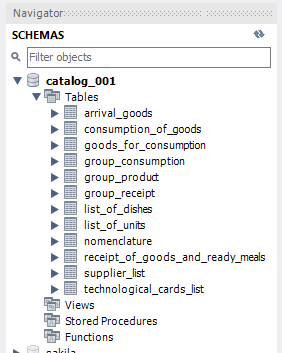 Navigator
SCHEMAS
Filter objects
catalog_001
Tables
arrival_goods
consumption_of_goods
goods_for_consumption
group_consumption
group_product
group_receipt
list_of_dishes
list_of_units
nomenclature
receipt_of_goods_and_ready_meals
supplier_list
technological_cards_list
Views
Stored Procedures
Functions